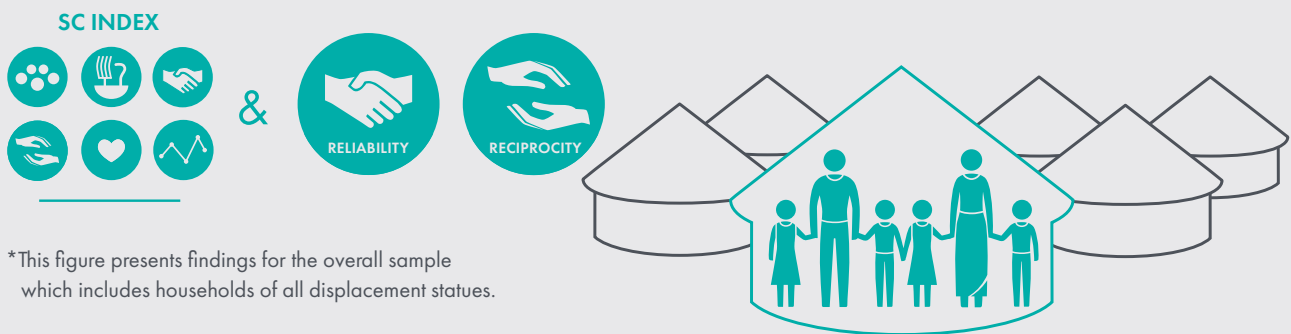 SC INDEX
&
RELIABILITY
RECIPROCITY
*This figure presents findings for the overall sample
which includes households of all displacement statues.